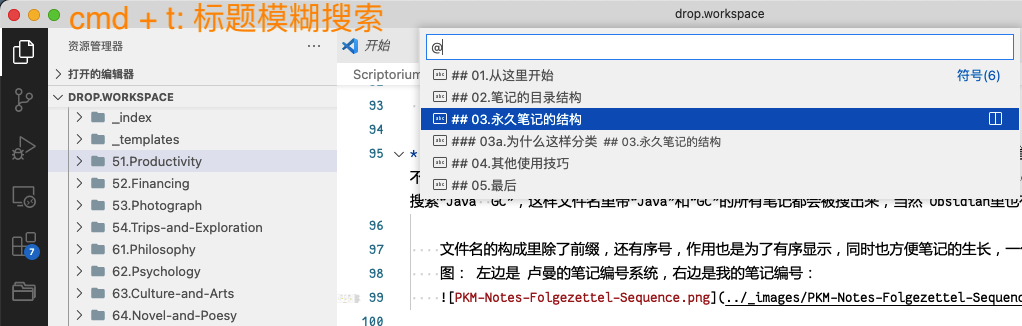 cmd + t: 标题模糊搜索
drop.workspace
资源管理器
开始
@
打开的编辑器
Scriptorium
## 01.从这里开始
符号(6)
DROP.WORKSPACE
93
## 02.笔记的目录结构
_index
## 03.永久笔记的结构
_templates
94
### 03a.为什么这样分类 ## 03.永久笔记的结构
51.Productivity
95
## 04.其他使用技巧
52.Financing
## 05.最后
53.Photograph
搜索"Java GC"，这样文件名里带"Java"和"GC"的所有笔记都会被搜出来，当然 Obsidian里也
54.Trips-and-Exploration
96
61.Philosophy
97 文件名的构成里除了前缀，还有序号，作用也是为了有序显示，同时也方便笔记的生长，一
62.Psychology
98 图： 左边是 卢曼的笔记编号系统，右边是我的笔记编号：
7
63.Culture-and-Arts
99 ![PKM-Notes-Folgezettel-Sequence.png](../_images/PKM-Notes-Folgezettel-Sequenc
64.Novel-and-Poesy
100